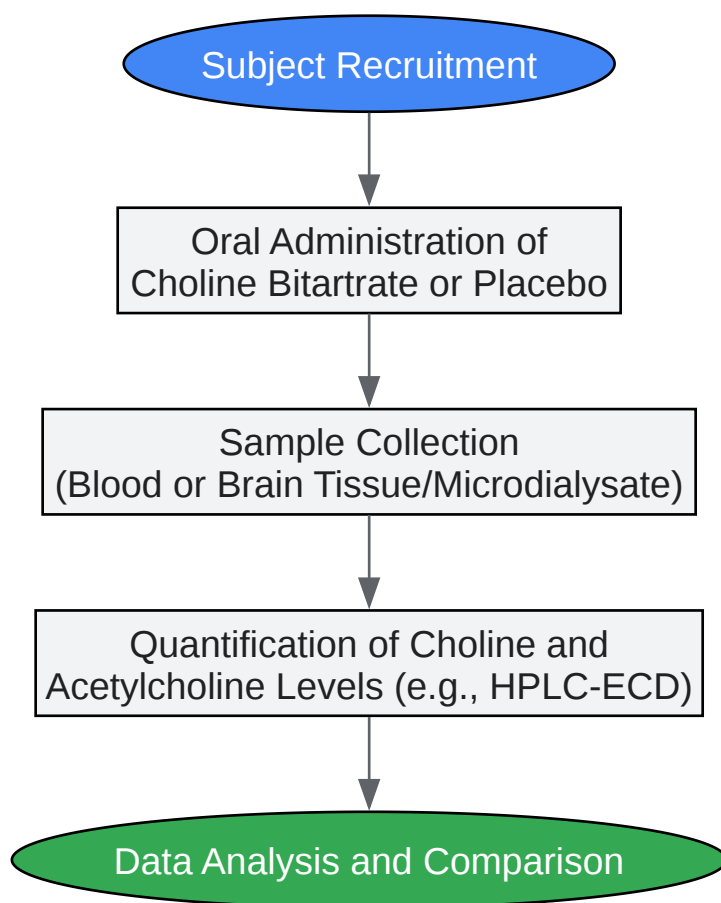 Subject Recruitment
Oral Administration of
Choline Bitartrate or Placebo
Sample Collection
(Blood or Brain Tissue/Microdialysate)
Quantification of Choline and
Acetylcholine Levels (e.g., HPLC-ECD)
Data Analysis and Comparison